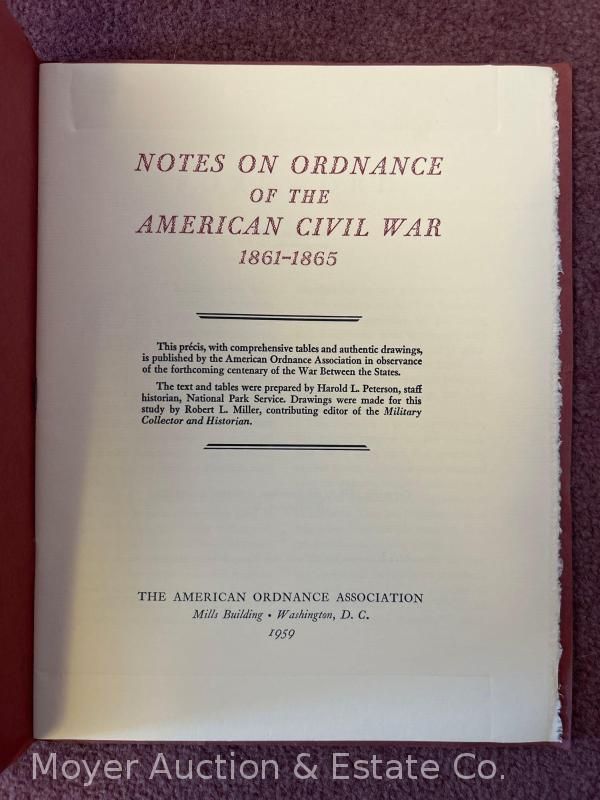 NOTES ON ORDNANCE
OF THE
AMERICAN CIVIL WAR
1861-1865
This précis, with comprehensive tables and authentic drawings,
is published by the American Ordnance Association in observance
of the forthcoming centenary of the War Between the States.
The text and tables were prepared by Harold L. Peterson, staff
historian, National Park Service. Drawings were made for this
study by Robert L. Miller, contributing editor of the Military
Collector and Historian.
THE AMERICAN ORDNANCE ASSOCIATION
Mills Building • Washington, D. C.
1959
Moyer Auction & Estate Co.